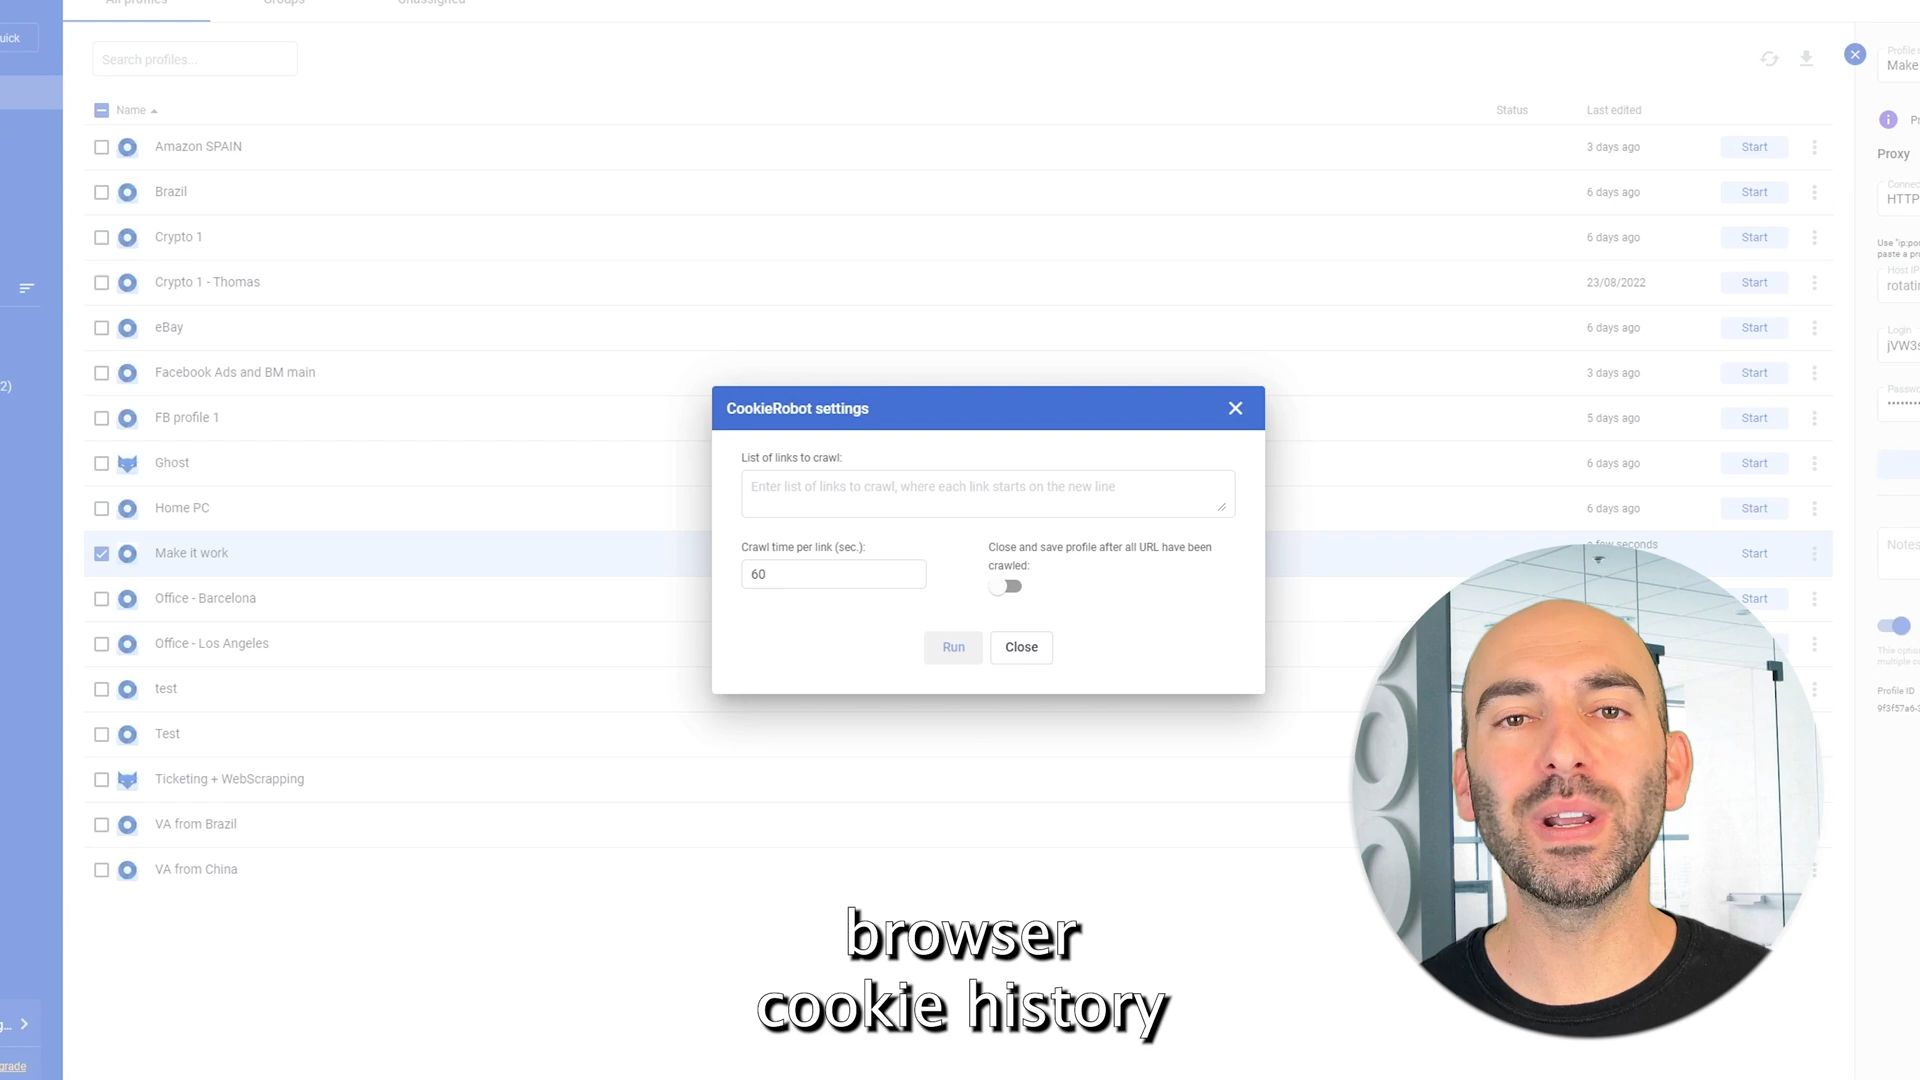 All profiles
Groups
Unassigned
Search profiles...
Name
Status
Last edited
Amazon SPAIN
3 days ago
Start
Brazil
6 days ago
Start
Crypto 1
6 days ago
Start
Crypto 1 - Thomas
23/08/2022
Start
eBay
6 days ago
Start
Facebook Ads and BM main
3 days ago
Start
FB profile 1
5 days ago
Start
Ghost
6 days ago
Start
Home PC
6 days ago
Start
Make it work
a few seconds
Start
Office - Barcelona
Start
Office - Los Angeles
test
Test
Ticketing + WebScrapping
VA from Brazil
VA from China
CookieRobot settings
List of links to crawl:
Enter list of links to crawl, where each link starts on the new line
Crawl time per link (sec.):
60
Close and save profile after all URL have been
crawled:
Run
Close
Make
Proxy
HTTP
Use "ip:po
paste a pr
Host IP
Login
Notes
Profile ID
9f3f57a6-
2)
browser
cookie history